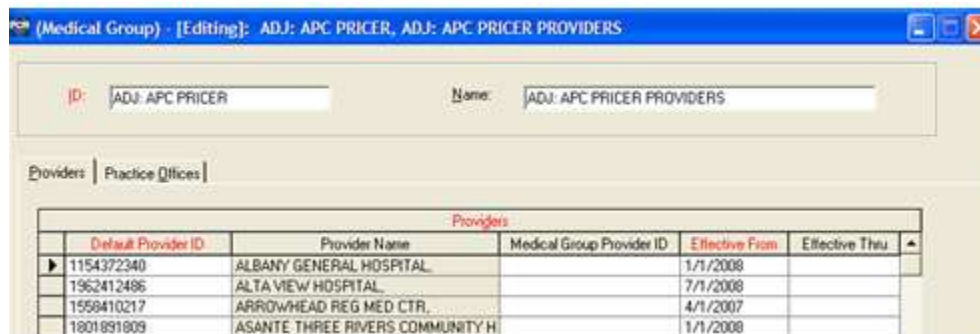 (Medical Group) - [Editing]: ADJ: APC PRICER, ADJ: APC PRICER PROVIDERS
ID: ADJ: APC PRICER Name: ADJ: APC PRICER PROVIDERS
Providers Practice Offices
Providers
Default Provider ID Provider Name Medical Group Provider ID Effective From Effective Thru
1154372340 ALBANY GENERAL HOSPITAL, 1/1/2008
1962412486 ALTA VIEW HOSPITAL, 7/1/2008
1558410217 ARROWHEAD REG MED CTR, 4/1/2007
1801891809 ASANTE THREE RIVERS COMMUNITY H 1/1/2008